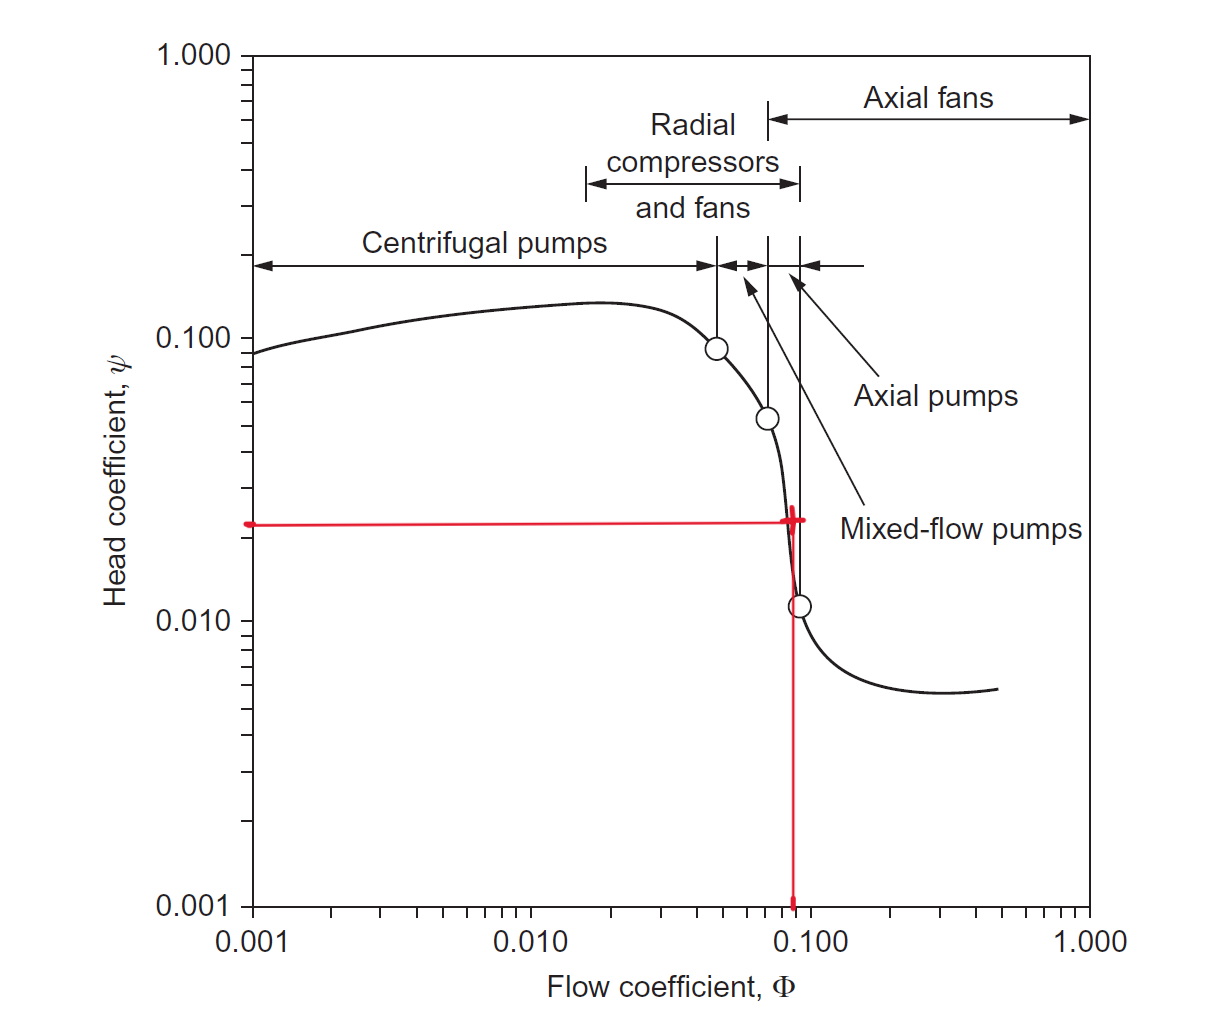 1.000
Axial fans
Radial
compressors
and fans
Centrifugal pumps
0.100
Head coefficient, ψ
Axial pumps
Mixed-flow pumps
0.010
0.001
0.001 0.010 0.100 1.000
Flow coefficient, Φ